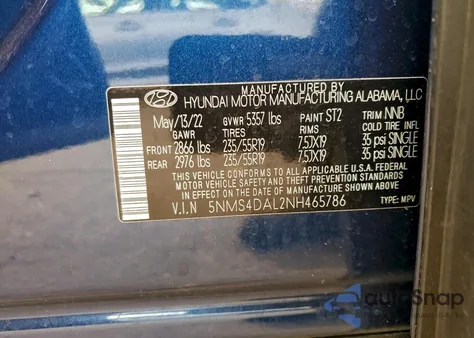 MANUFACTURED BY
HYUNDAI MOTOR MANUFACTURING ALABAMA, LLC
May/13/22 GVWR 5357 lbs PAINT ST2 TRIM NNB
GAWR TIRES RIMS COLD TIRE INFL.
FRONT 2866 lbs 235/55R19 7.5JX19 35 psi SINGLE
REAR 2976 lbs 235/55R19 7.5JX19 35 psi SINGLE
THIS VEHICLE CONFORMS TO ALL APPLICABLE U.S.A. FEDERAL
MOTOR VEHICLE SAFETY, BUMPER, AND THEFT PREVENTION STANDARDS
IN EFFECT ON THE DATE OF MANUFACTURE SHOWN ABOVE.
V.I.N 5NMS4DAL2NH465786
TYPE: MPV
autoSnap